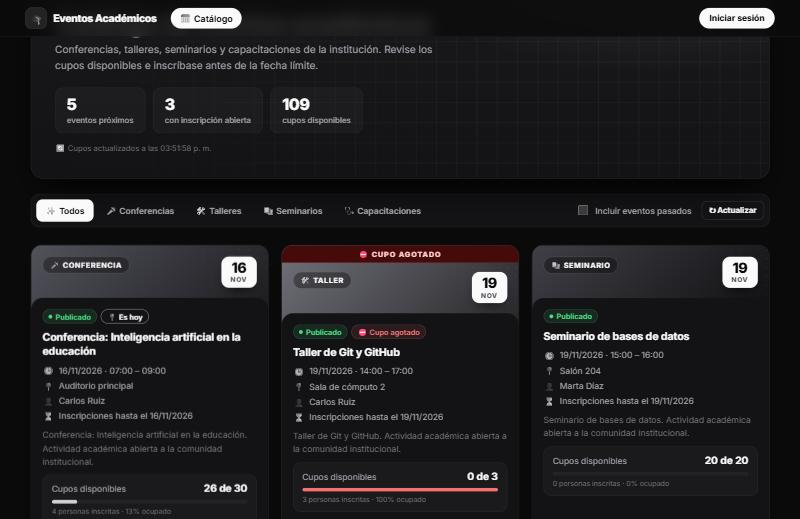 Eventos Académicos
Catálogo
Iniciar sesión
Conferencias, talleres, seminarios y capacitaciones de la institución. Revise los
cupos disponibles e inscríbase antes de la fecha límite.
5
eventos próximos
3
con inscripción abierta
109
cupos disponibles
Cupos actualizados a las 03:51:58 p. m.
Todos
Conferencias
Talleres
Seminarios
Capacitaciones
Incluir eventos pasados
↻ Actualizar
CONFERENCIA
16
NOV
Publicado
Es hoy
Conferencia: Inteligencia artificial en la
educación
16/11/2026 · 07:00 – 09:00
Auditorio principal
Carlos Ruiz
Inscripciones hasta el 16/11/2026
Conferencia: Inteligencia artificial en la educación.
Actividad académica abierta a la comunidad
institucional.
Cupos disponibles
26 de 30
4 personas inscritas · 13% ocupado
CUPO AGOTADO
TALLER
19
NOV
Publicado
Cupo agotado
Taller de Git y GitHub
19/11/2026 · 14:00 – 17:00
Sala de cómputo 2
Carlos Ruiz
Inscripciones hasta el 19/11/2026
Taller de Git y GitHub. Actividad académica abierta a
la comunidad institucional.
Cupos disponibles
0 de 3
3 personas inscritas · 100% ocupado
SEMINARIO
19
NOV
Publicado
Seminario de bases de datos
19/11/2026 · 15:00 – 16:00
Salón 204
Marta Díaz
Inscripciones hasta el 19/11/2026
Seminario de bases de datos. Actividad académica
abierta a la comunidad institucional.
Cupos disponibles
20 de 20
0 personas inscritas · 0% ocupado